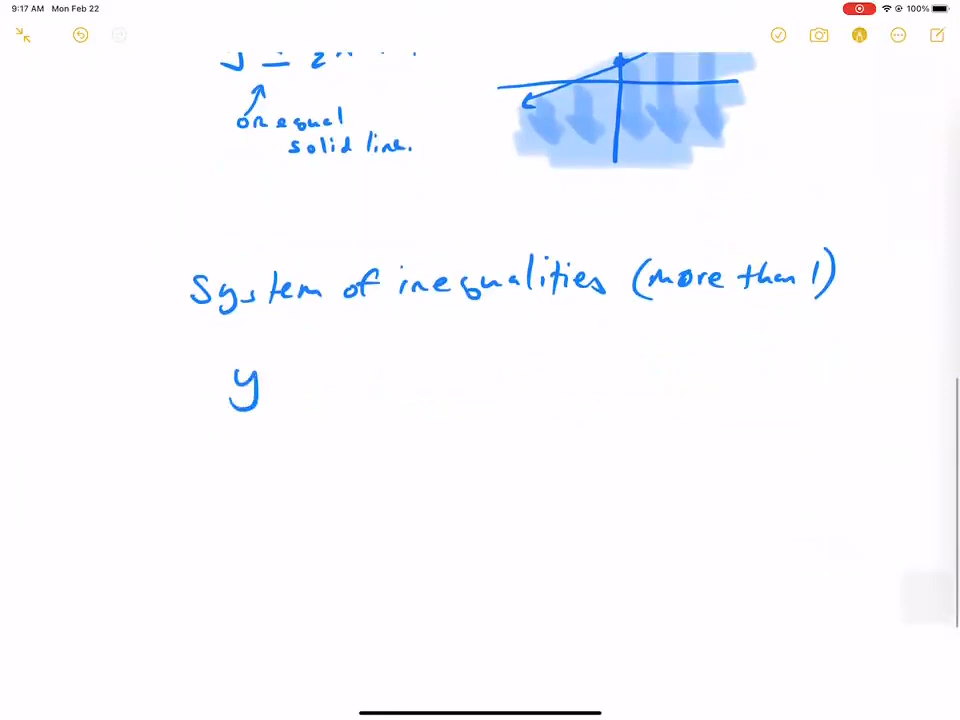 9:17 AM Mon Feb 22
100%
or equal
solid line.
System of inequalities (more than 1)
y